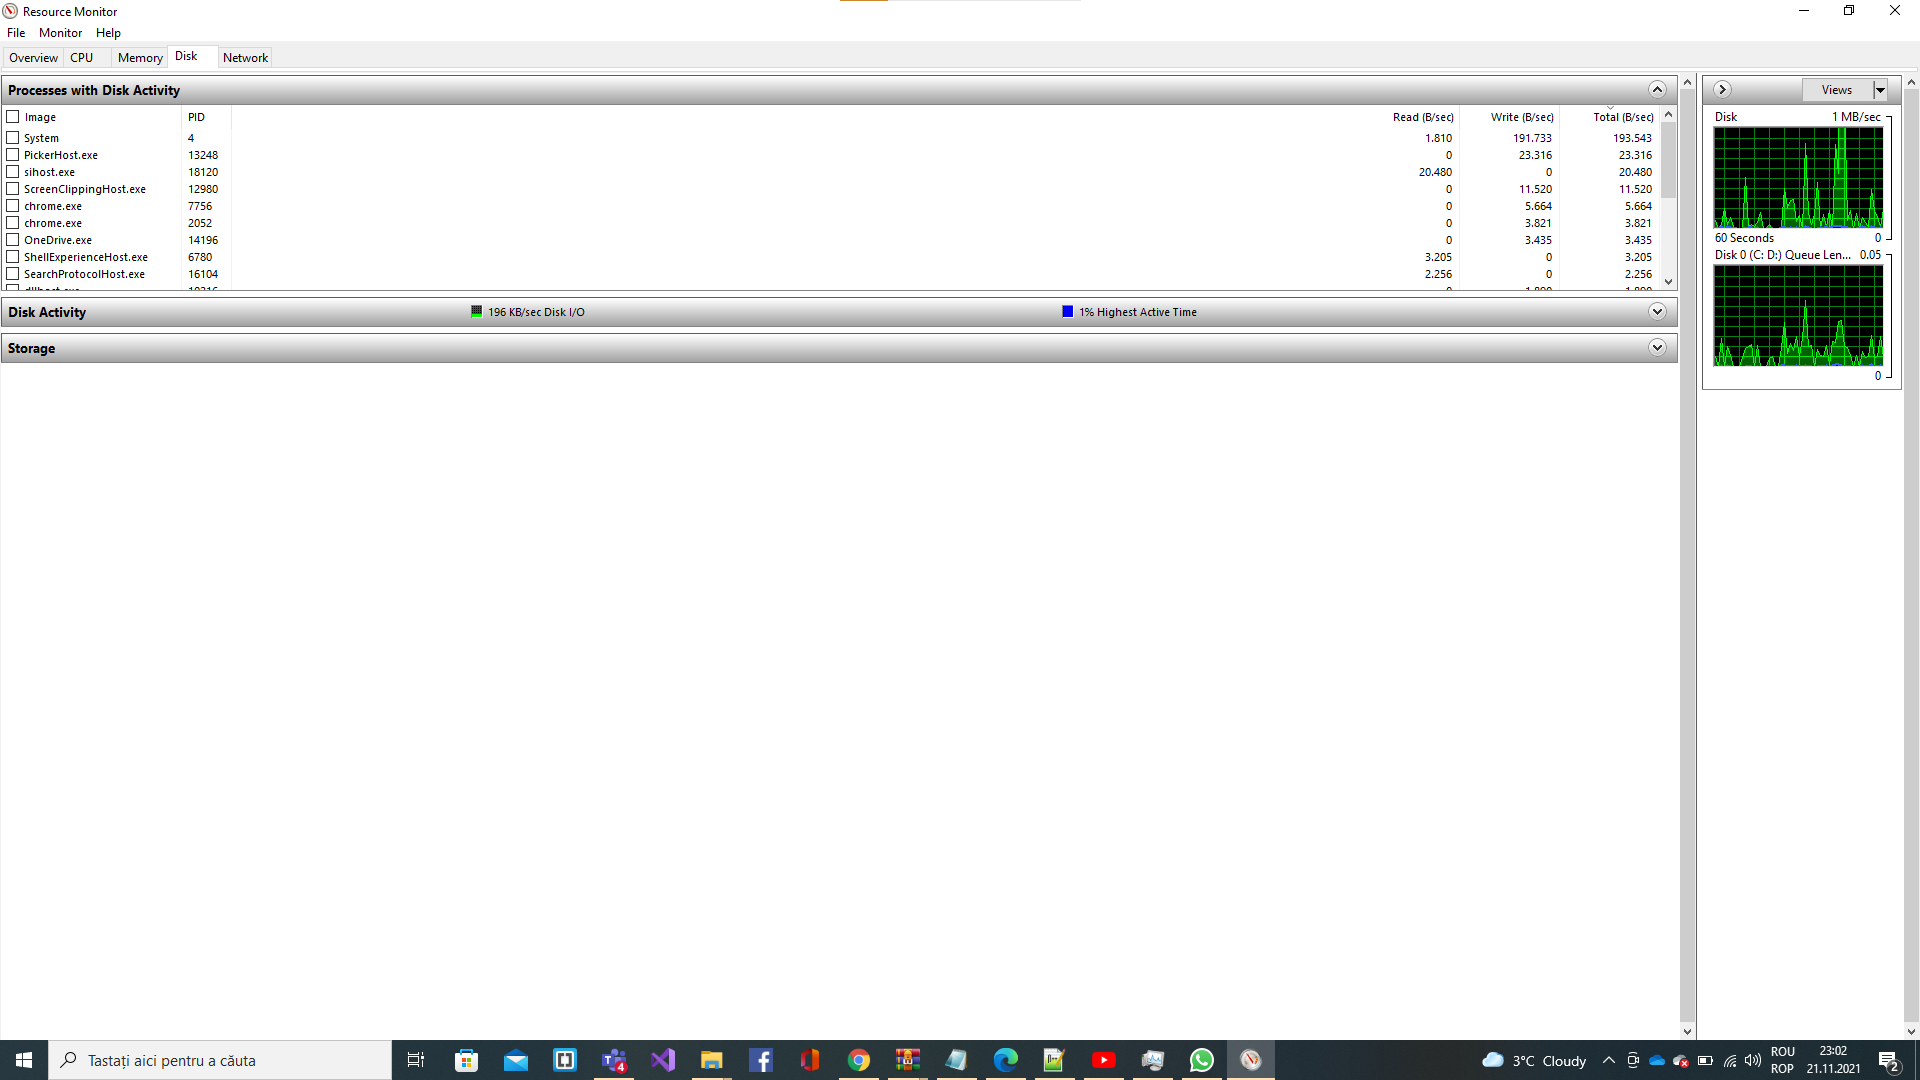 Resource Monitor
File Monitor Help
Overview CPU Memory Disk Network
Processes with Disk Activity
Image PID Read (B/sec) Write (B/sec) Total (B/sec)
System 4 1.810 191.733 193.543
PickerHost.exe 13248 0 23.316 23.316
sihost.exe 18120 20.480 0 20.480
ScreenClippingHost.exe 12980 0 11.520 11.520
chrome.exe 7756 0 5.664 5.664
chrome.exe 2052 0 3.821 3.821
OneDrive.exe 14196 0 3.435 3.435
ShellExperienceHost.exe 6780 3.205 0 3.205
SearchProtocolHost.exe 16104 2.256 0 2.256
Disk Activity 196 KB/sec Disk I/O 1% Highest Active Time
Storage
Views
Disk 1 MB/sec
60 Seconds 0
Disk 0 (C: D:) Queue Len... 0.05
0
Tastați aici pentru a căuta
4
3°C Cloudy
ROU
ROP
23:02
21.11.2021
2